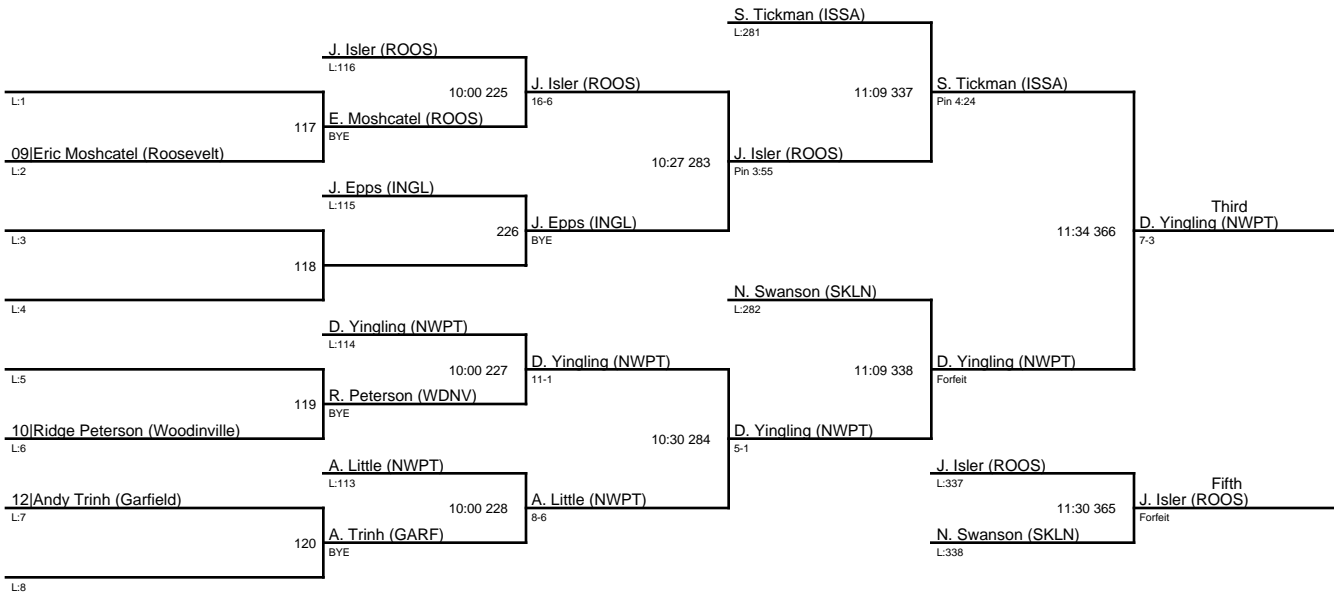 S. Tickman (ISSA)
L:281
J. Isler (ROOS)
L:116
10:00 225
J. Isler (ROOS)
16-6
11:09 337
S. Tickman (ISSA)
Pin 4:24
L:1
117
E. Moshcatel (ROOS)
BYE
09|Eric Moshcatel (Roosevelt)
L:2
10:27 283
J. Isler (ROOS)
Pin 3:55
J. Epps (INGL)
L:115
226
J. Epps (INGL)
BYE
L:3
118
L:4
11:34 366
Third
D. Yingling (NWPT)
7-3
N. Swanson (SKLN)
L:282
D. Yingling (NWPT)
L:114
10:00 227
D. Yingling (NWPT)
11-1
11:09 338
D. Yingling (NWPT)
Forfeit
L:5
119
R. Peterson (WDNV)
BYE
10|Ridge Peterson (Woodinville)
L:6
10:30 284
D. Yingling (NWPT)
5-1
A. Little (NWPT)
L:113
10:00 228
A. Little (NWPT)
8-6
J. Isler (ROOS)
L:337
11:30 365
Fifth
J. Isler (ROOS)
Forfeit
12|Andy Trinh (Garfield)
L:7
120
A. Trinh (GARF)
BYE
N. Swanson (SKLN)
L:338
L:8